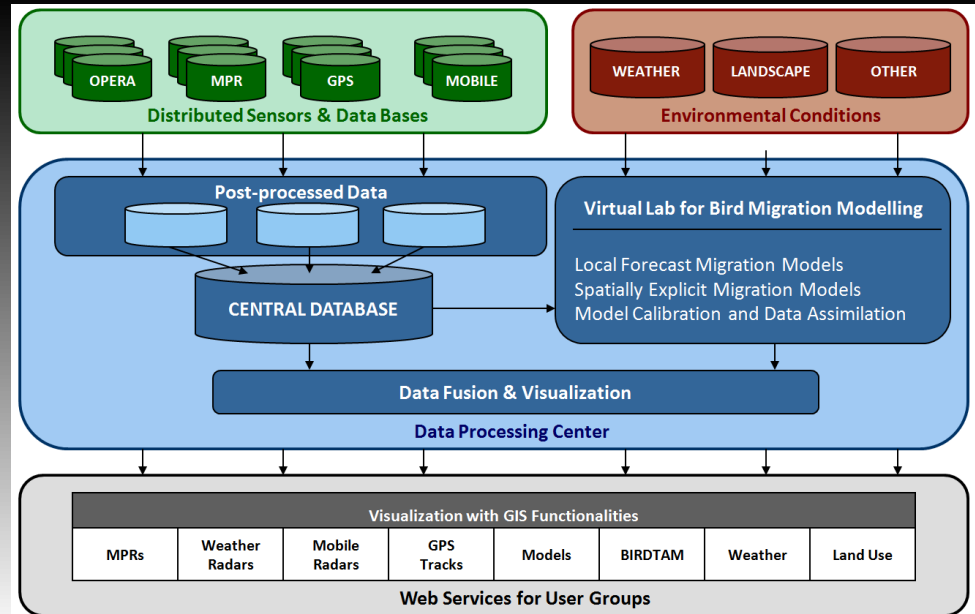 OPERA
MPR
GPS
MOBILE
Distributed Sensors & Data Bases
WEATHER
LANDSCAPE
OTHER
Environmental Conditions
Post-processed Data
CENTRAL DATABASE
Virtual Lab for Bird Migration Modelling
Local Forecast Migration Models
Spatially Explicit Migration Models
Model Calibration and Data Assimilation
Data Fusion & Visualization
Data Processing Center
Visualization with GIS Functionalities
MPRs
Weather
Radars
Mobile
Radars
GPS
Tracks
Models
BIRDTAM
Weather
Land Use
Web Services for User Groups